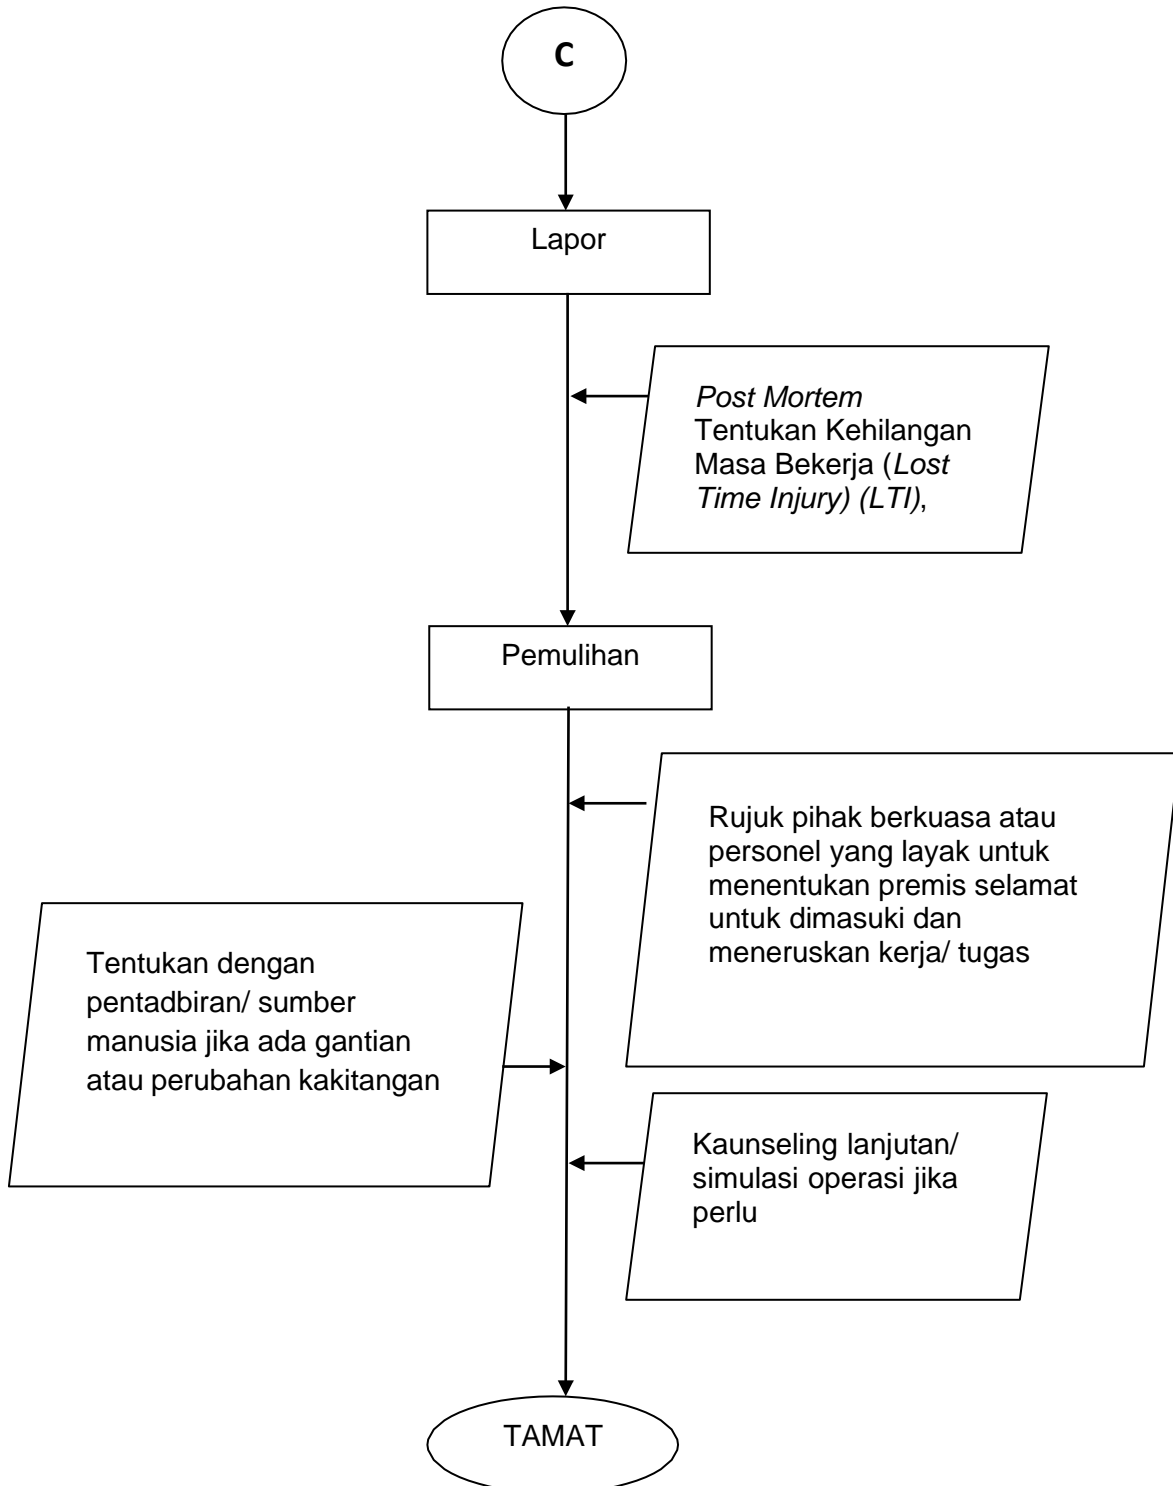 C
Lapor
Post Mortem
Tentukan Kehilangan
Masa Bekerja (Lost
Time Injury) (LTI),
Pemulihan
Rujuk pihak berkuasa atau
personel yang layak untuk
menentukan premis selamat
untuk dimasuki dan
meneruskan kerja/ tugas
Tentukan dengan
pentadbiran/ sumber
manusia jika ada gantian
atau perubahan kakitangan
Kaunseling lanjutan/
simulasi operasi jika
perlu
TAMAT